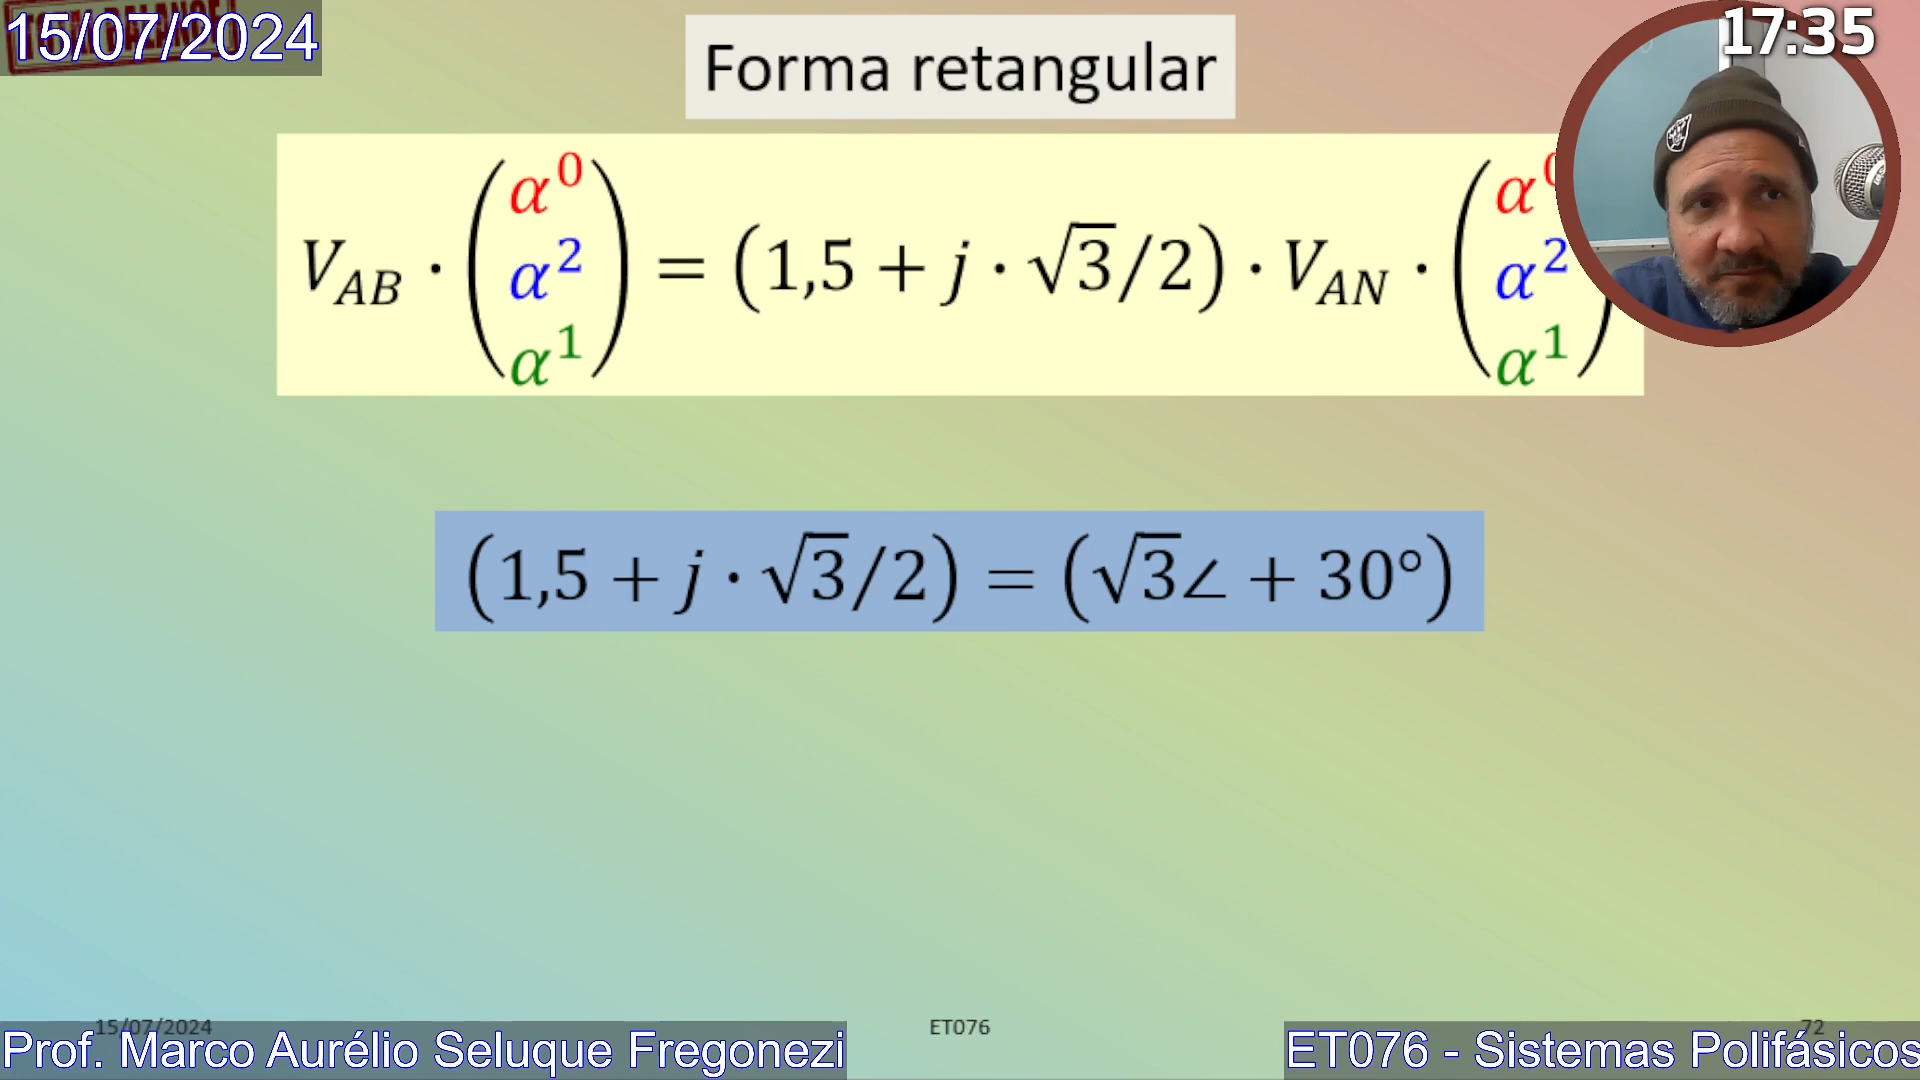 15/07/2024
17:35
Forma retangular
V_AB · (α^0 α^2 α^1) = (1,5 + j · √3/2) · V_AN · (α^0 α^2 α^1)
(1,5 + j · √3/2) = (√3∠ + 30°)
15/07/2024
ET076
72
Prof. Marco Aurélio Seluque Fregonezi
ET076 - Sistemas Polifásicos